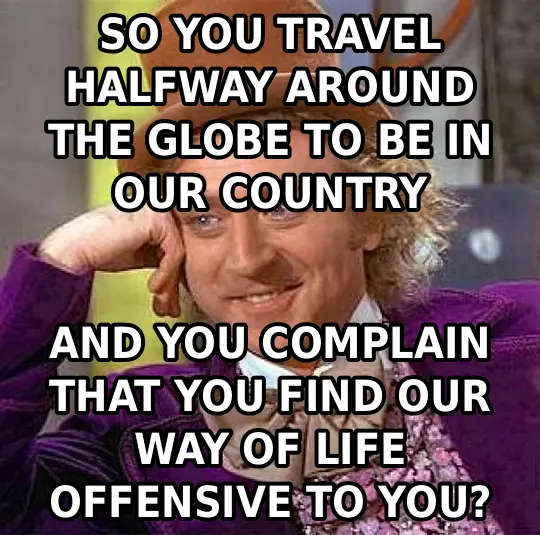 SO YOU TRAVEL
HALFWAY AROUND
THE GLOBE TO BE IN
OUR COUNTRY
AND YOU COMPLAIN
THAT YOU FIND OUR
WAY OF LIFE
OFFENSIVE TO YOU?